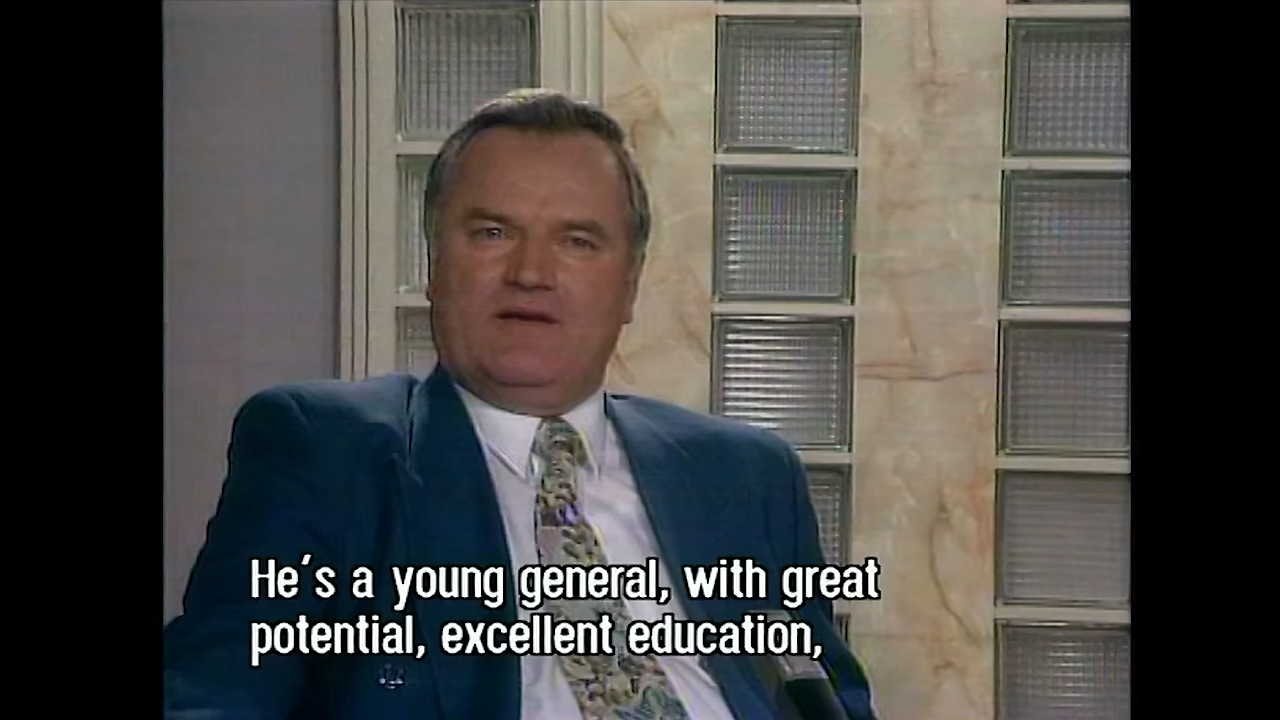 He's a young general, with great
potential, excellent education,